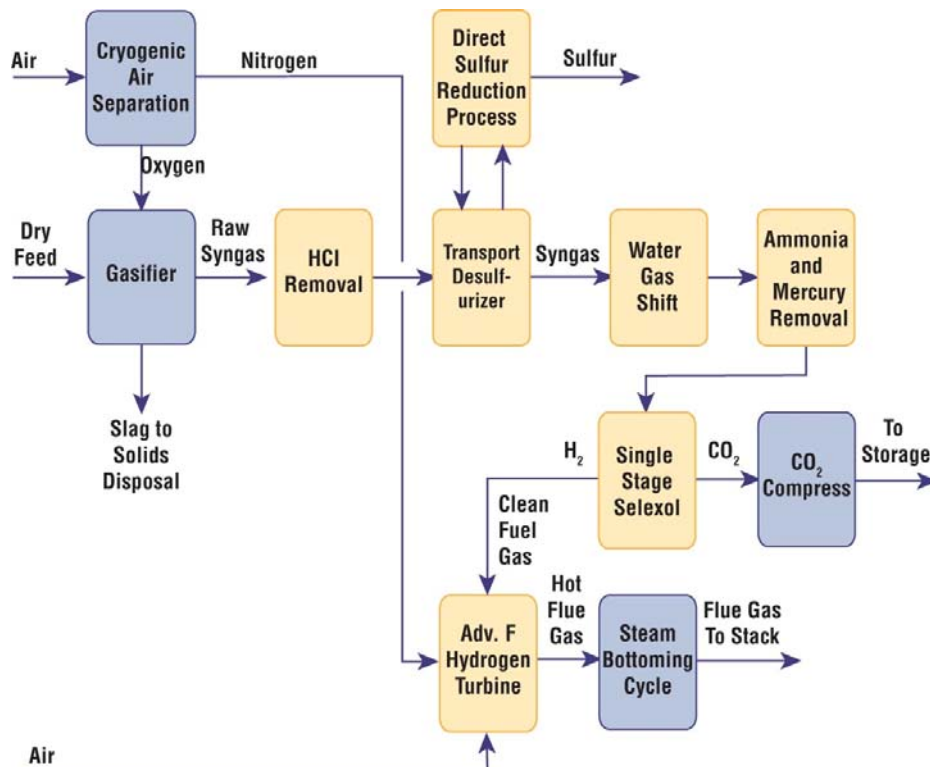 Air
Cryogenic
Air
Separation
Nitrogen
Direct
Sulfur
Reduction
Process
Sulfur
Oxygen
Dry
Feed
Gasifier
Raw
Syngas
HCl
Removal
Transport
Desulf-
urizer
Syngas
Water
Gas
Shift
Ammonia
and
Mercury
Removal
Slag to
Solids
Disposal
H2
Clean
Fuel
Gas
Single
Stage
Selexol
CO2
CO2
Compress
To
Storage
Adv. F
Hydrogen
Turbine
Hot
Flue
Gas
Steam
Bottoming
Cycle
Flue Gas
To Stack
Air